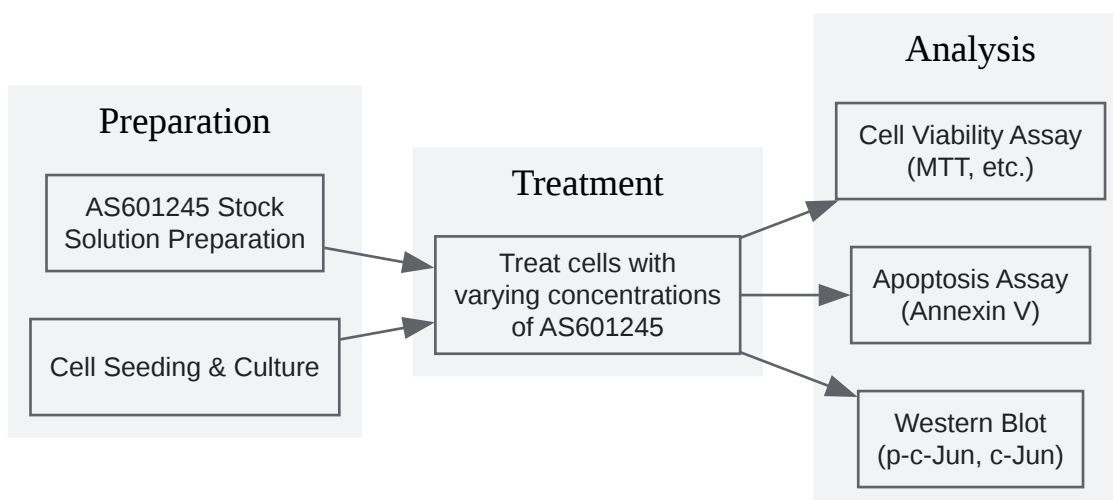 Preparation
AS601245 Stock
Solution Preparation
Cell Seeding & Culture
Treatment
Treat cells with
varying concentrations
of AS601245
Analysis
Cell Viability Assay
(MTT, etc.)
Apoptosis Assay
(Annexin V)
Western Blot
(p-c-Jun, c-Jun)